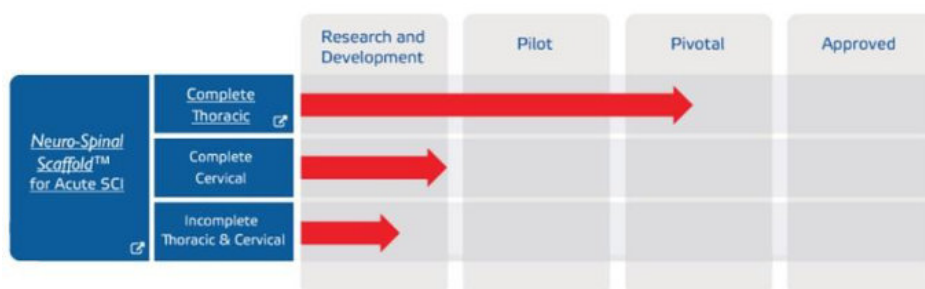 Research and
Development
Pilot
Pivotal
Approved
Neuro-Spinal
Scaffold™
for Acute SCI
Complete
Thoracic
Complete
Cervical
Incomplete
Thoracic & Cervical